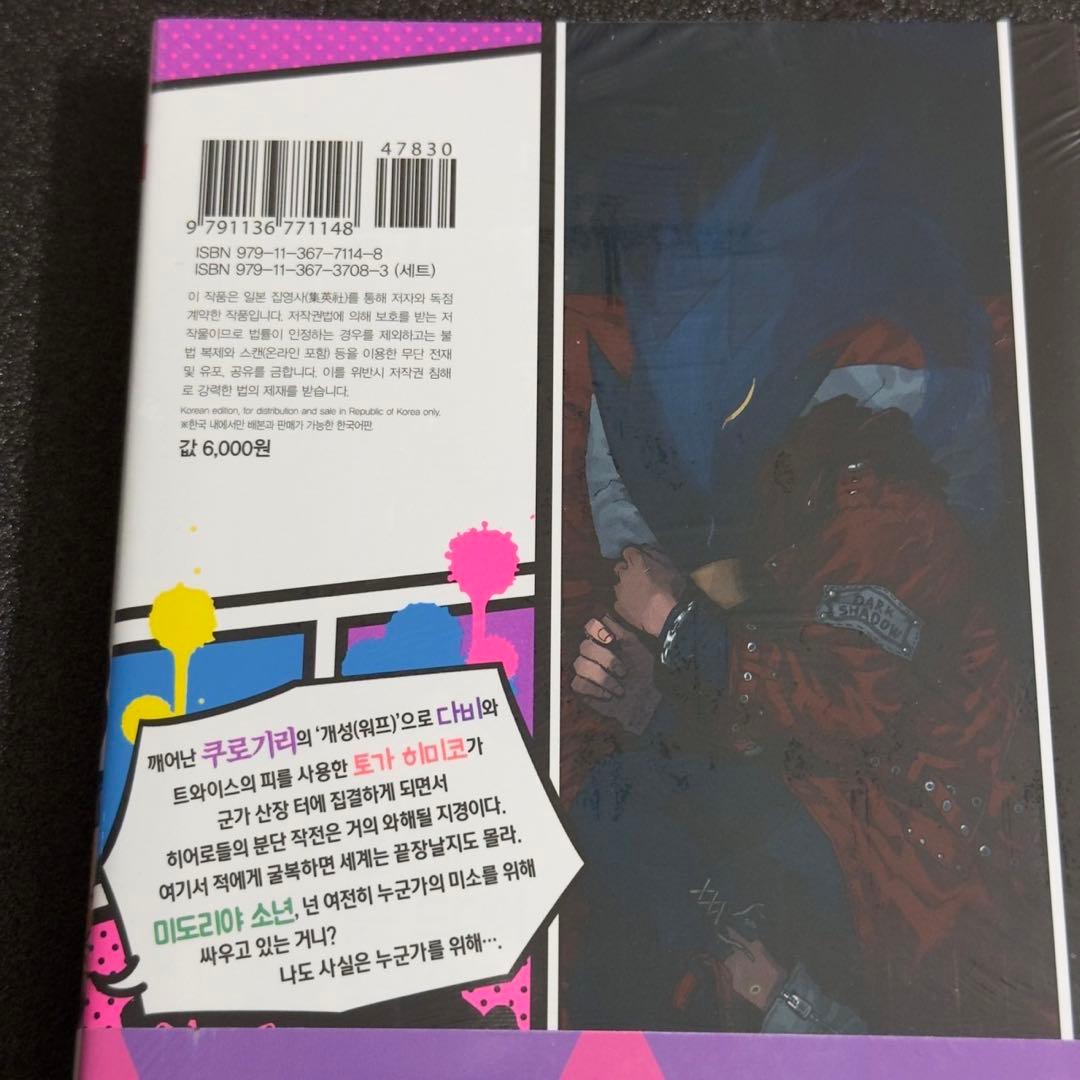 47830
9 791136 771148
ISBN 979-11-367-7114-8
ISBN 979-11-367-3708-3 (세트)
이 작품은 일본 집영사(集英社)를 통해 저자와 독점
계약한 작품입니다. 저작권법에 의해 보호를 받는 저
작물이므로 법률이 인정하는 경우를 제외하고는 불
법 복제와 스캔(온라인 포함) 등을 이용한 무단 전재
및 유포, 공유를 금합니다. 이를 위반시 저작권 침해
로 강력한 법의 제재를 받습니다.
Korean edition, for distribution and sale in Republic of Korea only.
※한국 내에서만 배본과 판매가 가능한 한국어판
값 6,000원
DARK
SHADOW
깨어난 쿠로기리의 ‘개성(워프)’으로 다비와
트와이스의 피를 사용한 토가 히미코가
군가 산장 터에 집결하게 되면서
히어로들의 분단 작전은 거의 와해될 지경이다.
여기서 적에게 굴복하면 세계는 끝장날지도 몰라.
미도리야 소년, 넌 여전히 누군가의 미소를 위해
싸우고 있는 거니?
나도 사실은 누군가를 위해….